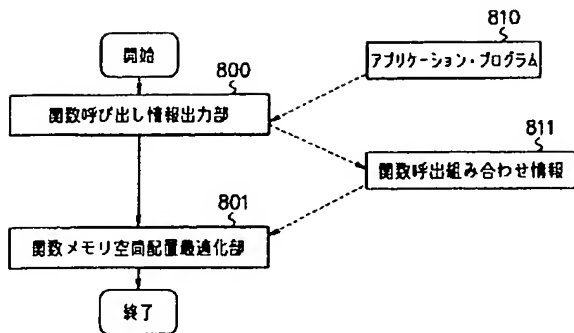 810
開始
アプリケーション・プログラム
800
関数呼び出し情報出力部
811
関数呼出組み合わせ情報
801
関数メモリ空間配置最適化部
終了